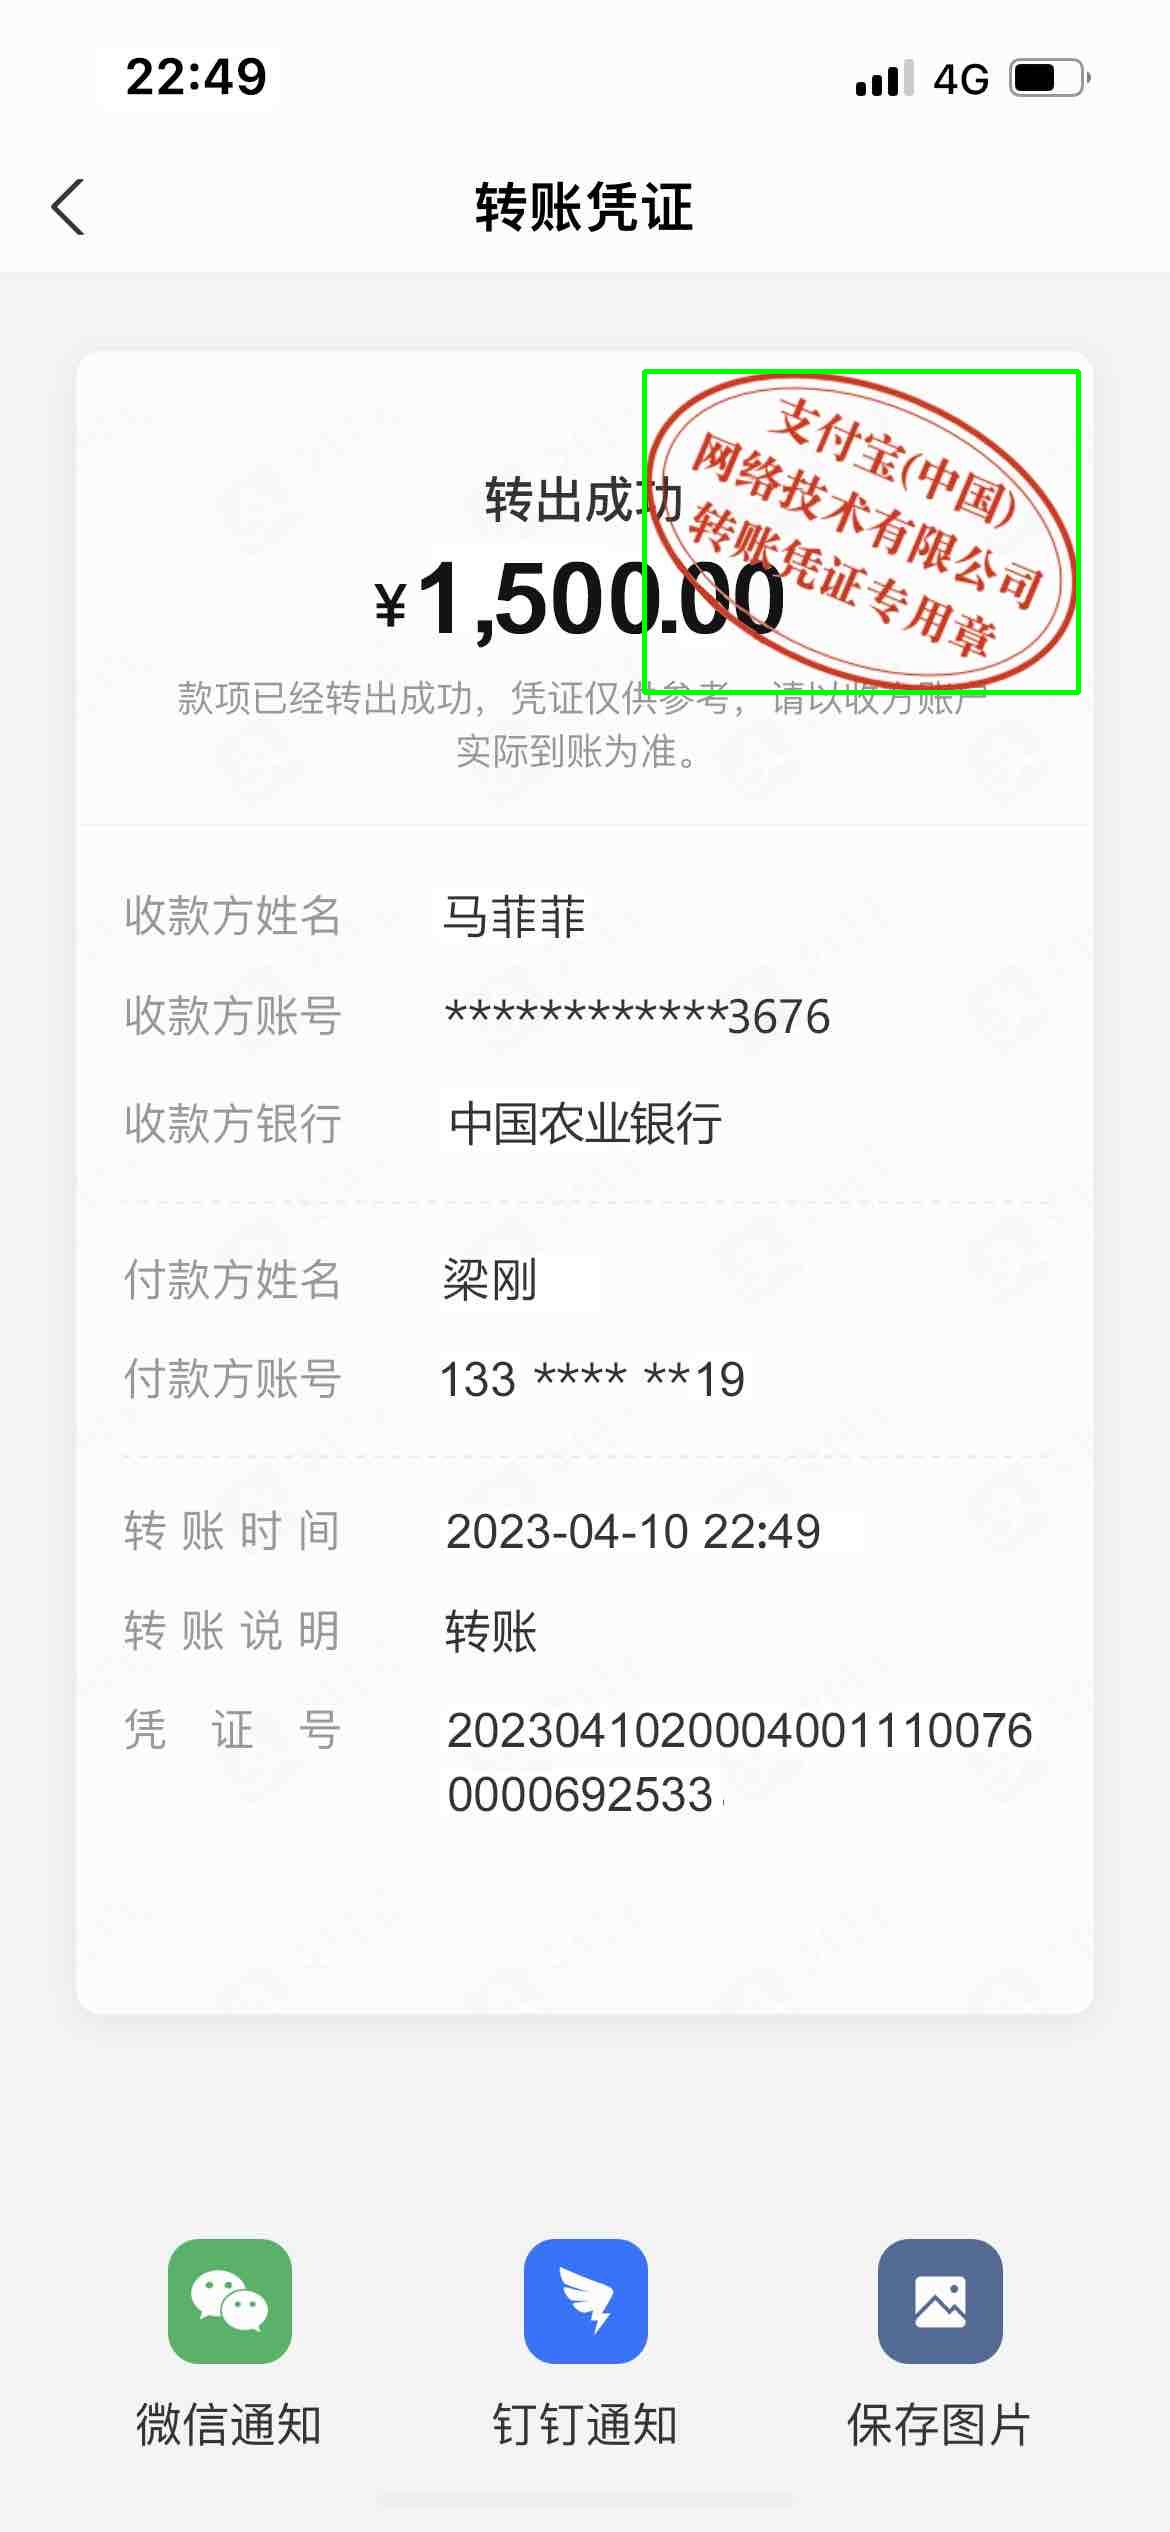 22:49
4G
转账凭证
支付宝(中国)
网络技术有限公司
转账凭证专用章
转出成功
¥1,500.00
款项已经转出成功，凭证仅供参考，请以收方账户
实际到账为准。
收款方姓名 马菲菲
收款方账号 ************3676
收款方银行 中国农业银行
付款方姓名 梁刚
付款方账号 133 **** **19
转账时间 2023-04-10 22:49
转账说明 转账
凭证号 2023041020004001110076
0000692533
微信通知 钉钉通知 保存图片